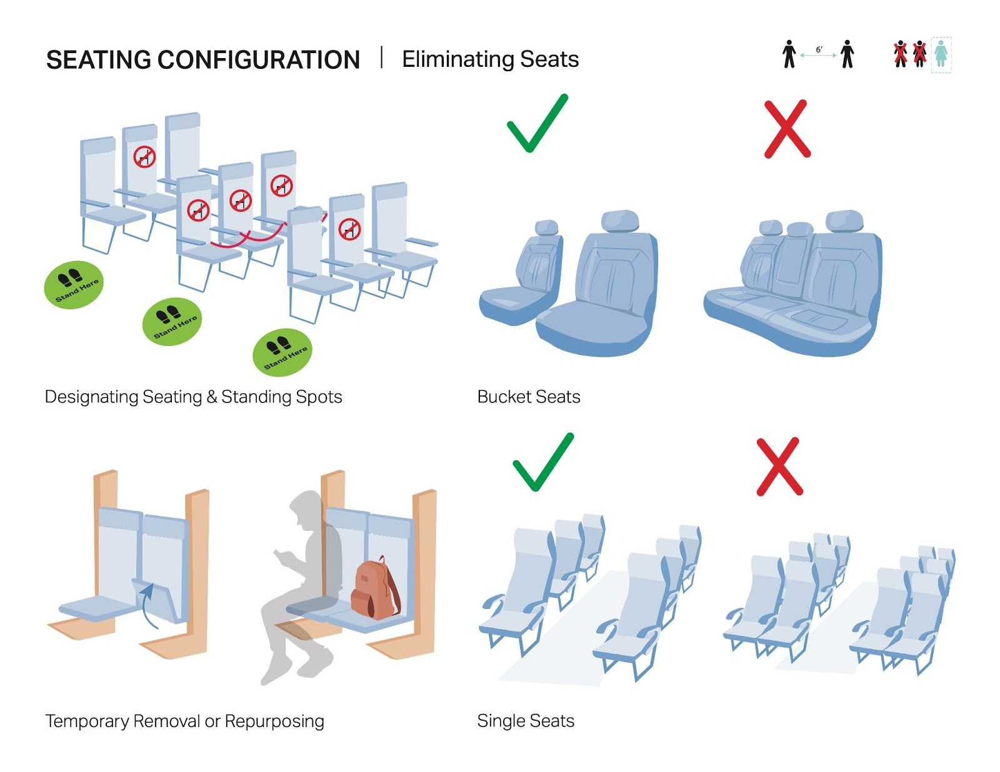 SEATING CONFIGURATION | Eliminating Seats
6'
Stand Here
Stand Here
Stand Here
Designating Seating & Standing Spots
Bucket Seats
Temporary Removal or Repurposing
Single Seats